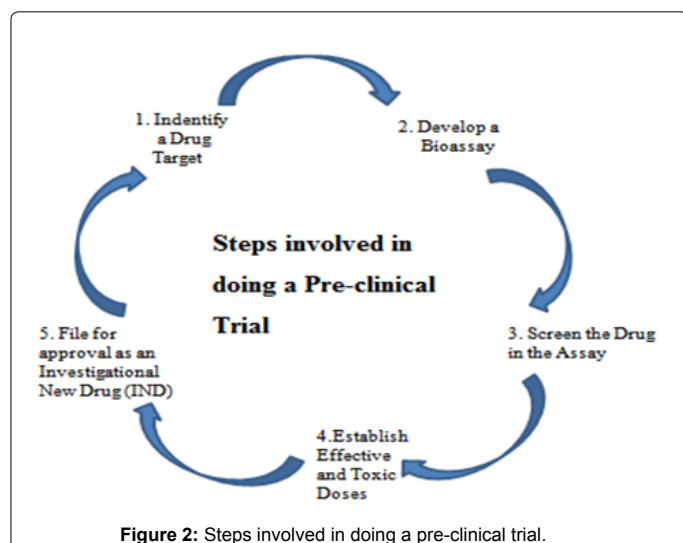 1. Indentify
a Drug
Target
2. Develop a
Bioassay
Steps involved in
doing a Pre-clinical
Trial
3. Screen the Drug
in the Assay
4.Establish
Effective
and Toxic
Doses
5. File for
approval as an
Investigational
New Drug (IND)
Figure 2: Steps involved in doing a pre-clinical trial.